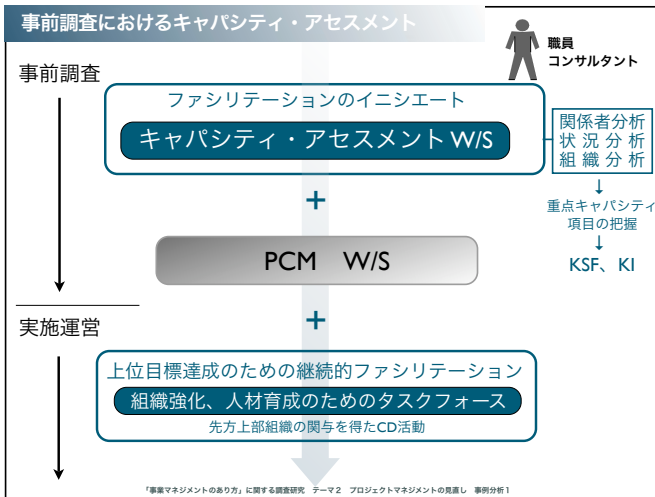 事前調査におけるキャパシティ・アセスメント
職員
コンサルタント
事前調査
ファシリテーションのイニシエート
キャパシティ・アセスメント W/S
関係者分析
状況分析
組織分析
↓
重点キャパシティ
項目の把握
↓
KSF、KI
+
PCM W/S
+
実施運営
上位目標達成のための継続的ファシリテーション
組織強化、人材育成のためのタスクフォース
先方上部組織の関与を得たCD活動
「事業マネジメントのあり方」に関する調査研究 テーマ2 プロジェクトマネジメントの見直し 事例分析1